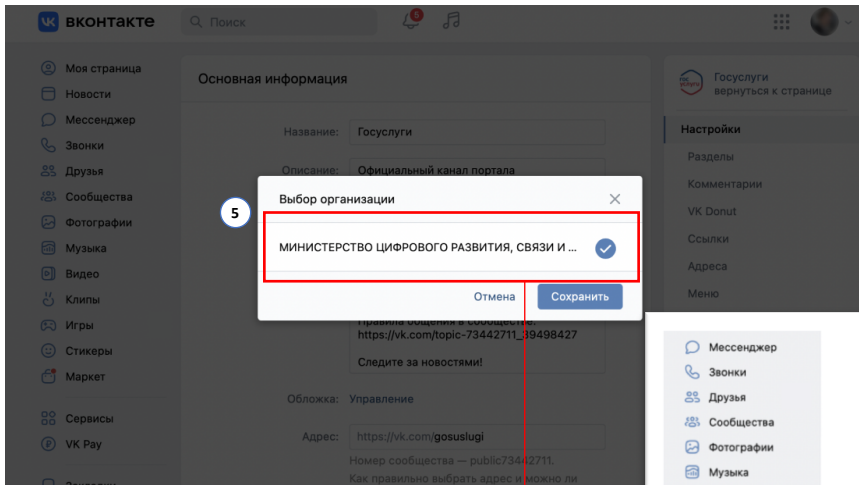 вконтакте
Поиск
6
Моя страница
Новости
Мессенджер
Звонки
Друзья
Сообщества
Фотографии
Музыка
Видео
Клипы
Игры
Стикеры
Маркет
Сервисы
VK Pay
Основная информация
Название: Госуслуги
Описание: Официальный канал портала
5
Выбор организации
МИНИСТЕРСТВО ЦИФРОВОГО РАЗВИТИЯ, СВЯЗИ И ...
Отмена
Сохранить
Правила общения в сообществе:
https://vk.com/topic-73442711_39498427
Следите за новостями!
Обложка: Управление
Адрес: https://vk.com/gosuslugi
Номер сообщества — public73442711.
Как правильно выбрать адрес и можно ли
Госуслуги
вернуться к странице
Настройки
Разделы
Комментарии
VK Donut
Ссылки
Адреса
Меню
Мессенджер
Звонки
Друзья
Сообщества
Фотографии
Музыка